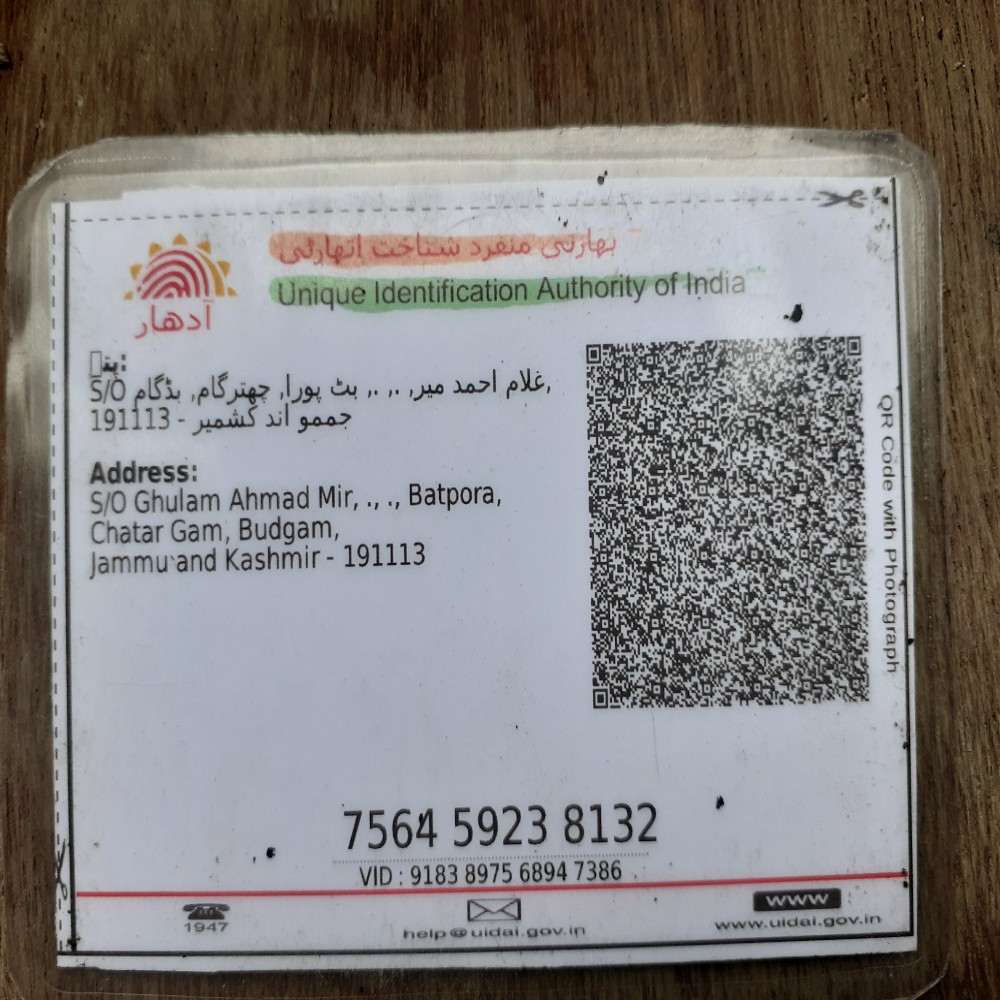 بھارتی منفرد شناخت اتھارٹی
Unique Identification Authority of India
آدھار
پتہ:
S/O غلام احمد میر, ., ., بٹ پورا, چھترگام, بڈگام,
جممو اند کشمیر - 191113
Address:
S/O Ghulam Ahmad Mir, ., ., Batpora,
Chatar Gam, Budgam,
Jammu and Kashmir - 191113
QR Code with Photograph
7564 5923 8132
VID : 9183 8975 6894 7386
1947
help@uidai.gov.in
www
www.uidai.gov.in